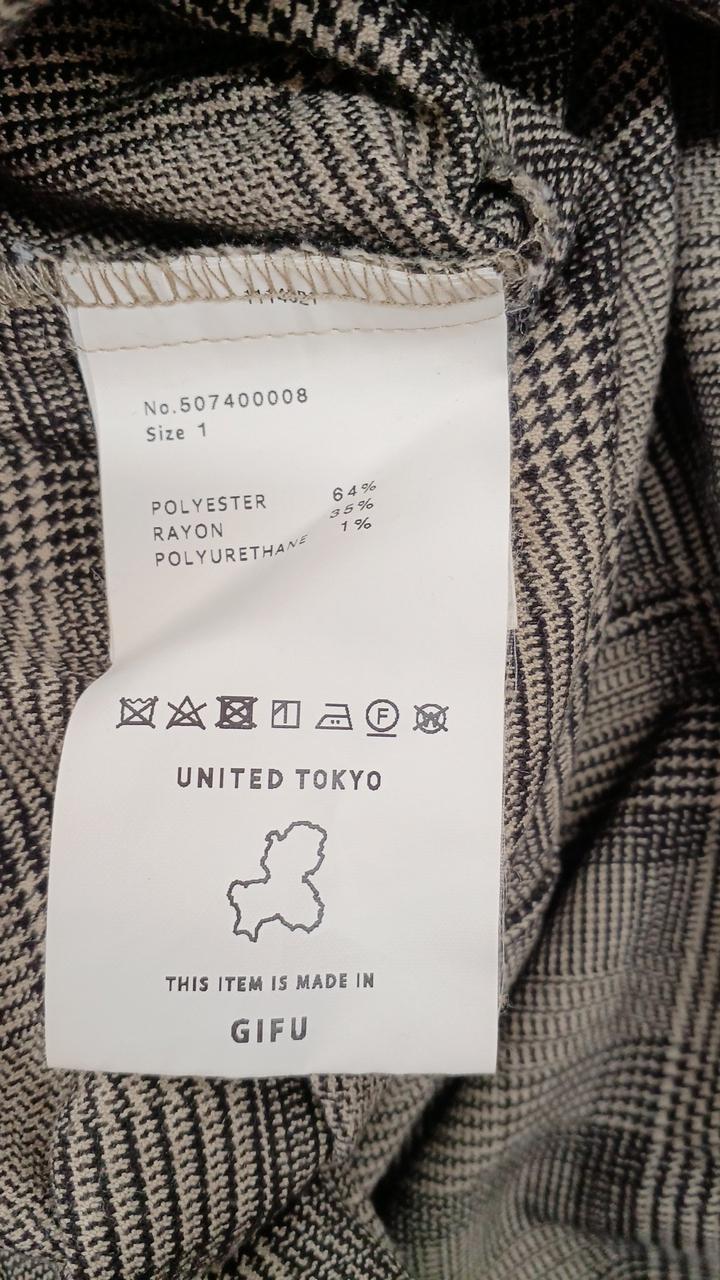 No.507400008
Size 1
POLYESTER 64%
RAYON 35%
POLYURETHANE 1%
F
W
UNITED TOKYO
THIS ITEM IS MADE IN
GIFU